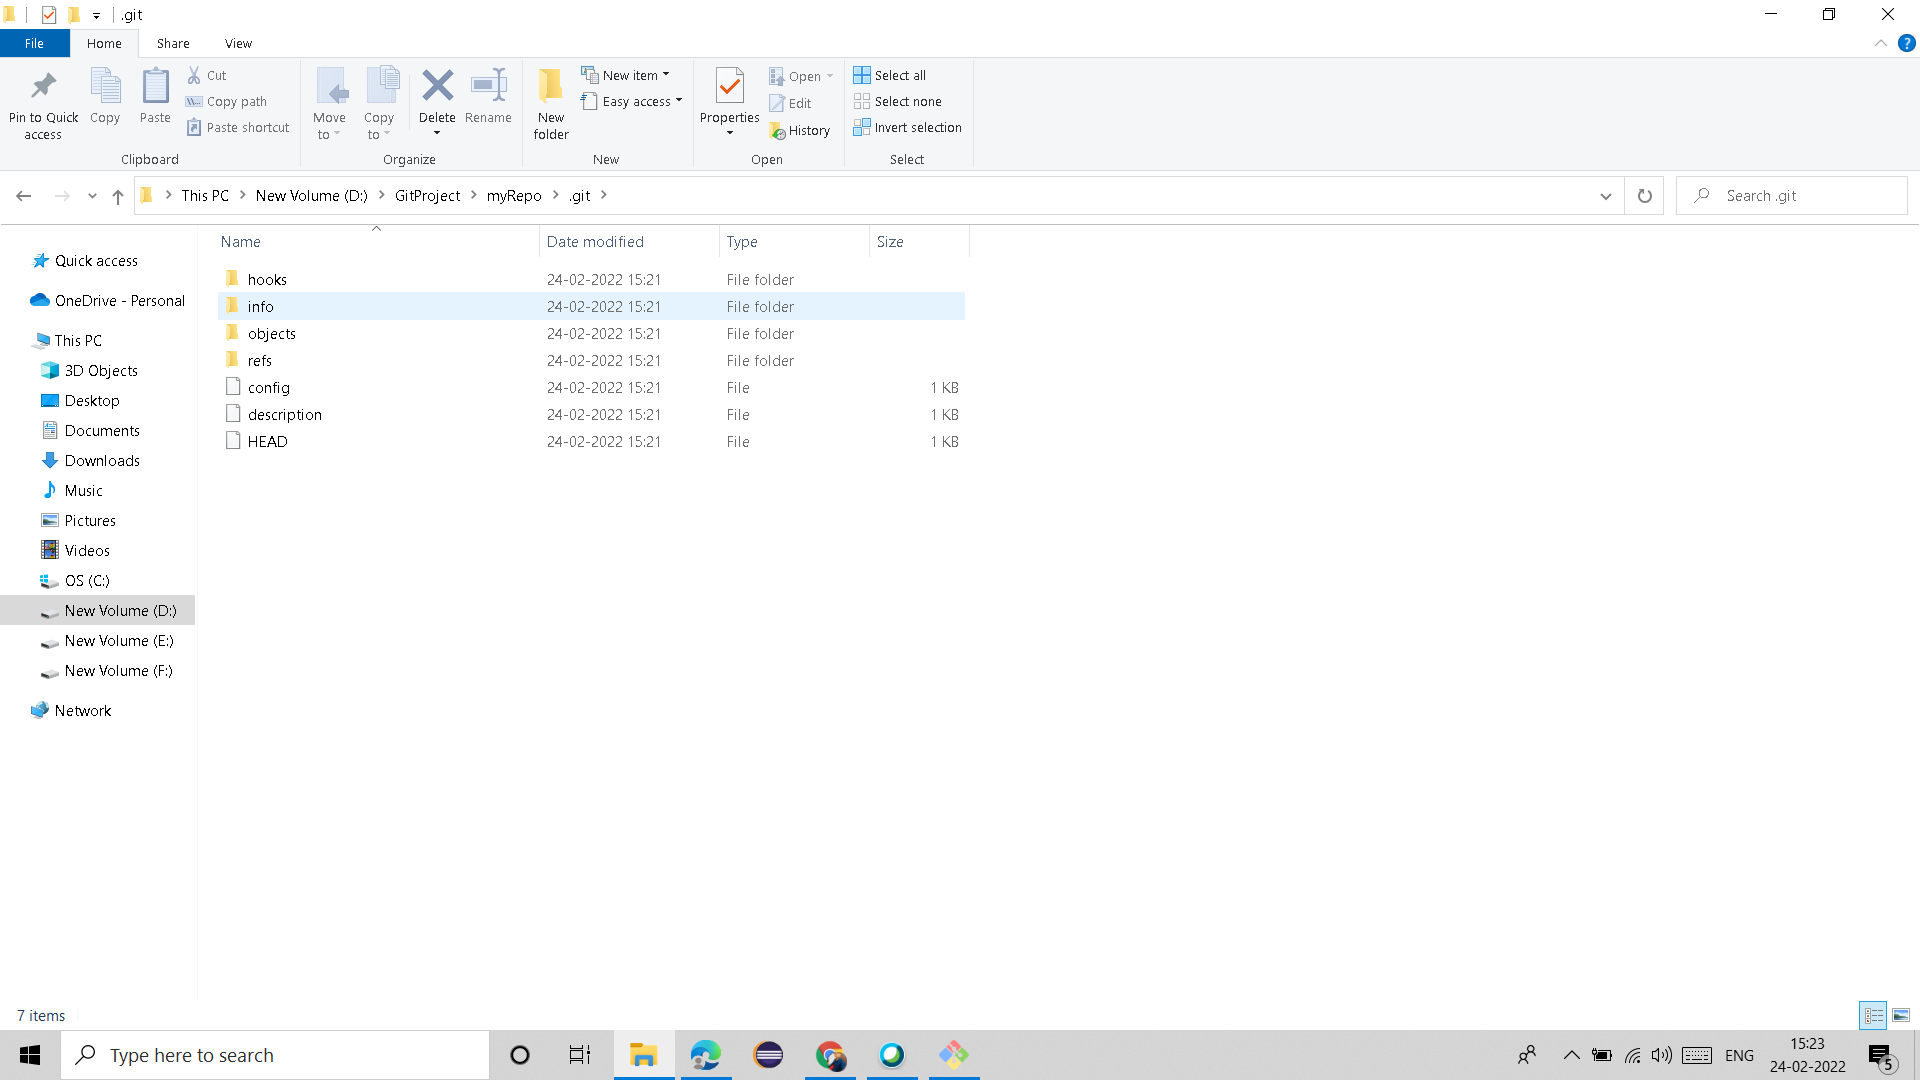 .git
File Home Share View
Pin to Quick access
Copy
Paste
Cut
Copy path
Paste shortcut
Clipboard
Move to
Copy to
Delete
Rename
Organize
New folder
New item
Easy access
New
Properties
Open
Edit
History
Open
Select all
Select none
Invert selection
Select
This PC New Volume (D:) GitProject myRepo .git
Search .git
Name Date modified Type Size
hooks 24-02-2022 15:21 File folder
info 24-02-2022 15:21 File folder
objects 24-02-2022 15:21 File folder
refs 24-02-2022 15:21 File folder
config 24-02-2022 15:21 File 1 KB
description 24-02-2022 15:21 File 1 KB
HEAD 24-02-2022 15:21 File 1 KB
Quick access
OneDrive - Personal
This PC
3D Objects
Desktop
Documents
Downloads
Music
Pictures
Videos
OS (C:)
New Volume (D:)
New Volume (E:)
New Volume (F:)
Network
7 items
Type here to search
ENG
15:23
24-02-2022
5